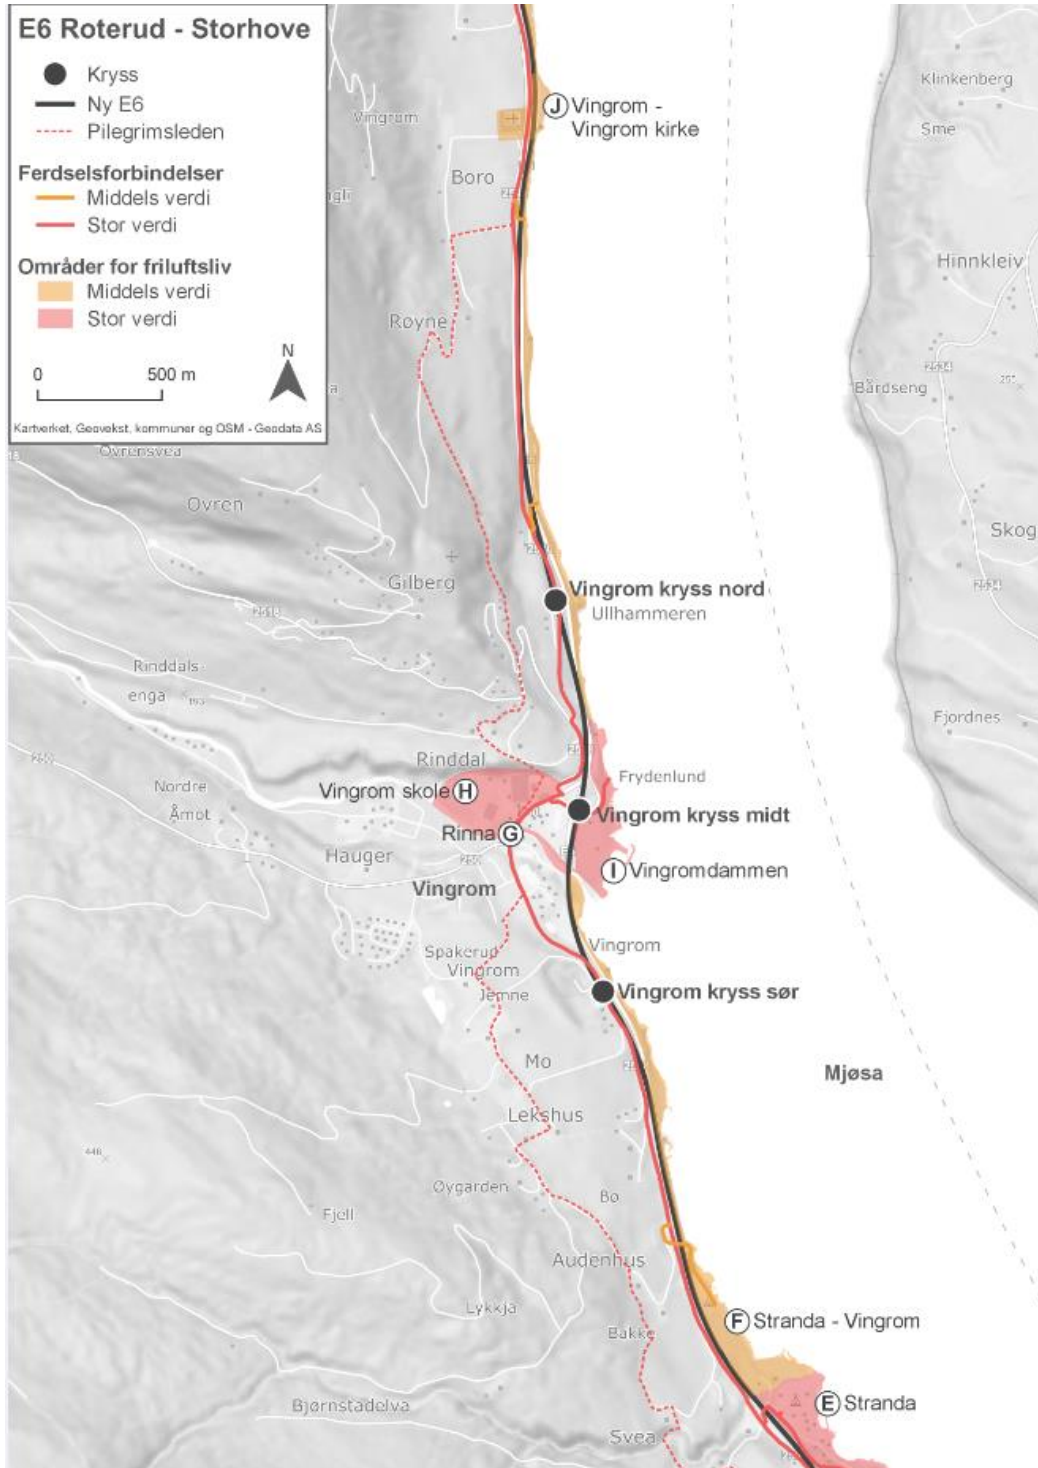 E6 Roterud - Storhove
Kryss
Ny E6
Pilegrimsleden
Ferdselsforbindelser
Middels verdi
Stor verdi
Områder for friluftsliv
Middels verdi
Stor verdi
0 500 m
N
Kartverket, Geovekst, kommuner og OSM - Geodata AS
Klinkenberg
J Vingrom -
Vingrom kirke
Vingrom
Sme
Boro
Hinnkleiv
Røyne
Bårdseng
Ovrensvea
Ovren
Skog
Gilberg
Vingrom kryss nord
Ullhammeren
Rinddals-
enga
Fjordnes
Rinddal
Frydenlund
Nordre
Åmot
Vingrom skole H
Vingrom kryss midt
Rinna G
Hauger
I Vingromdammen
Vingrom
Vingrom
Spakerud
Vingrom
Jemne
Vingrom kryss sør
Mo
Mjøsa
Lekshus
446
Øygarden
Bø
Fjell
Audenhus
Lykkja
F Stranda - Vingrom
Bakke
E Stranda
Bjørnstadelva
Svea